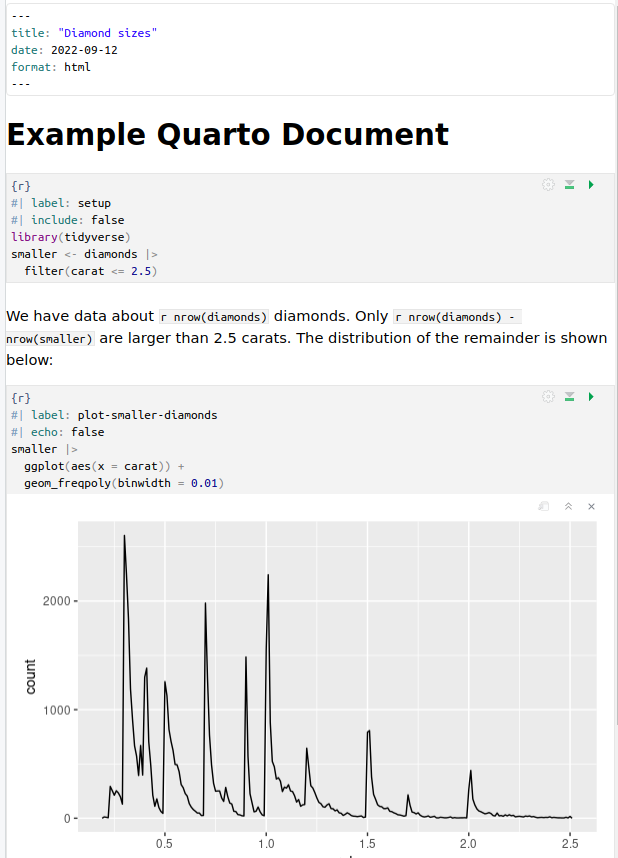 ---
title: "Diamond sizes"
date: 2022-09-12
format: html
---
Example Quarto Document
{r}
#| label: setup
#| include: false
library(tidyverse)
smaller <- diamonds |>
  filter(carat <= 2.5)
We have data about r nrow(diamonds) diamonds. Only r nrow(diamonds) -
nrow(smaller) are larger than 2.5 carats. The distribution of the remainder is shown
below:
{r}
#| label: plot-smaller-diamonds
#| echo: false
smaller |>
  ggplot(aes(x = carat)) +
  geom_freqpoly(binwidth = 0.01)
2000
count
1000
0
0.5 1.0 1.5 2.0 2.5